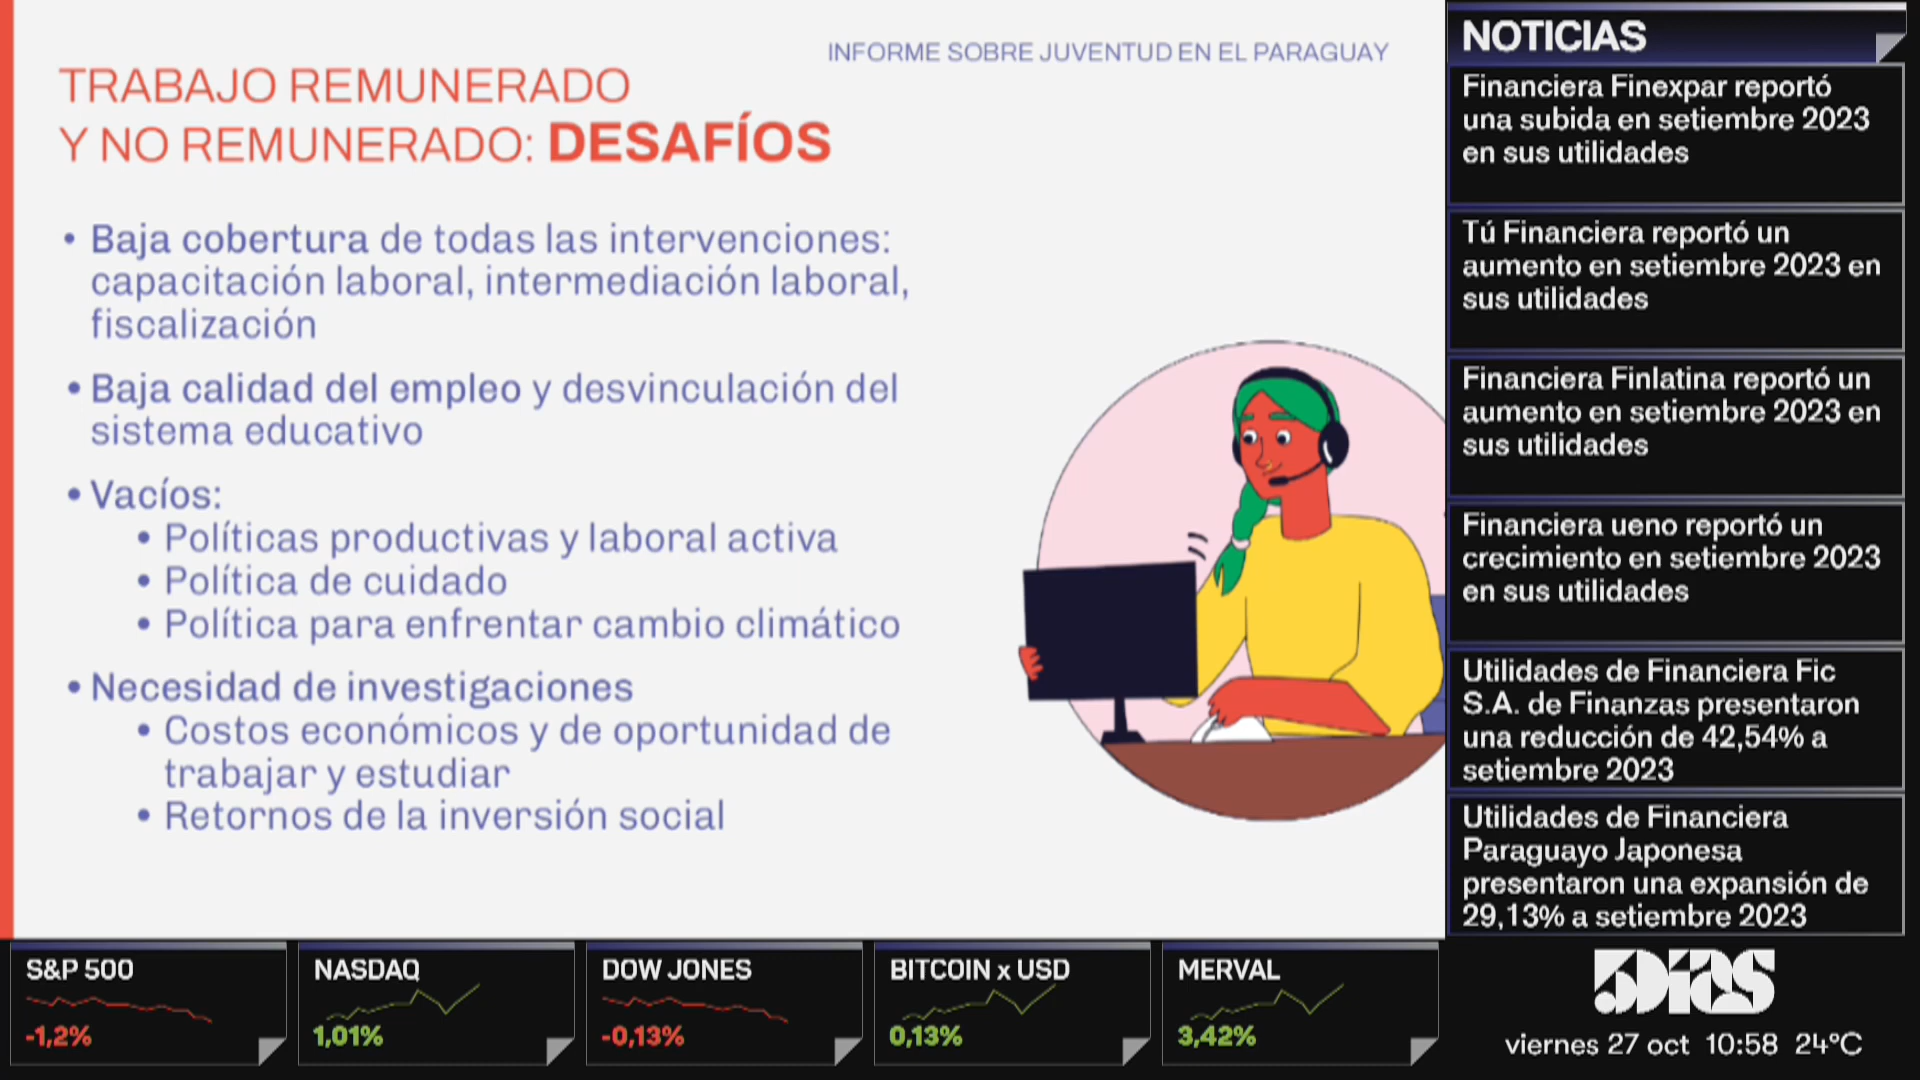 INFORME SOBRE JUVENTUD EN EL PARAGUAY
TRABAJO REMUNERADO
Y NO REMUNERADO: DESAFÍOS
• Baja cobertura de todas las intervenciones:
capacitación laboral, intermediación laboral,
fiscalización
• Baja calidad del empleo y desvinculación del
sistema educativo
• Vacíos:
• Políticas productivas y laboral activa
• Política de cuidado
• Política para enfrentar cambio climático
• Necesidad de investigaciones
• Costos económicos y de oportunidad de
trabajar y estudiar
• Retornos de la inversión social
NOTICIAS
Financiera Finexpar reportó
una subida en setiembre 2023
en sus utilidades
Tú Financiera reportó un
aumento en setiembre 2023 en
sus utilidades
Financiera Finlatina reportó un
aumento en setiembre 2023 en
sus utilidades
Financiera ueno reportó un
crecimiento en setiembre 2023
en sus utilidades
Utilidades de Financiera Fic
S.A. de Finanzas presentaron
una reducción de 42,54% a
setiembre 2023
Utilidades de Financiera
Paraguayo Japonesa
presentaron una expansión de
29,13% a setiembre 2023
S&P 500
-1,2%
NASDAQ
1,01%
DOW JONES
-0,13%
BITCOIN x USD
0,13%
MERVAL
3,42%
5Días
viernes 27 oct 10:58 24°C